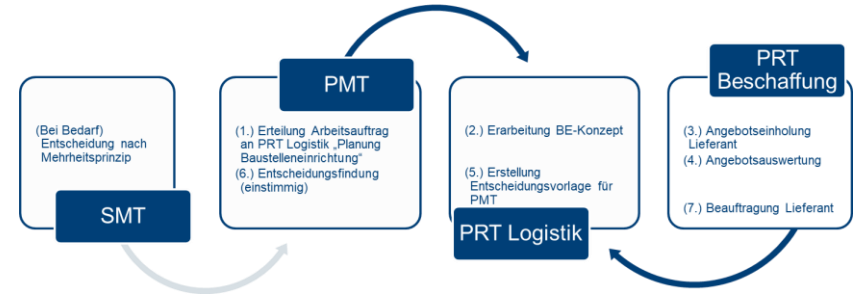 (Bei Bedarf)
Entscheidung nach
Mehrheitsprinzip
SMT
PMT
(1.) Erteilung Arbeitsauftrag
an PRT Logistik „Planung
Baustelleneinrichtung“
(6.) Entscheidungsfindung
(einstimmig)
(2.) Erarbeitung BE-Konzept
(5.) Erstellung
Entscheidungsvorlage für
PMT
PRT Logistik
PRT
Beschaffung
(3.) Angebotseinholung
Lieferant
(4.) Angebotsauswertung
(7.) Beauftragung Lieferant